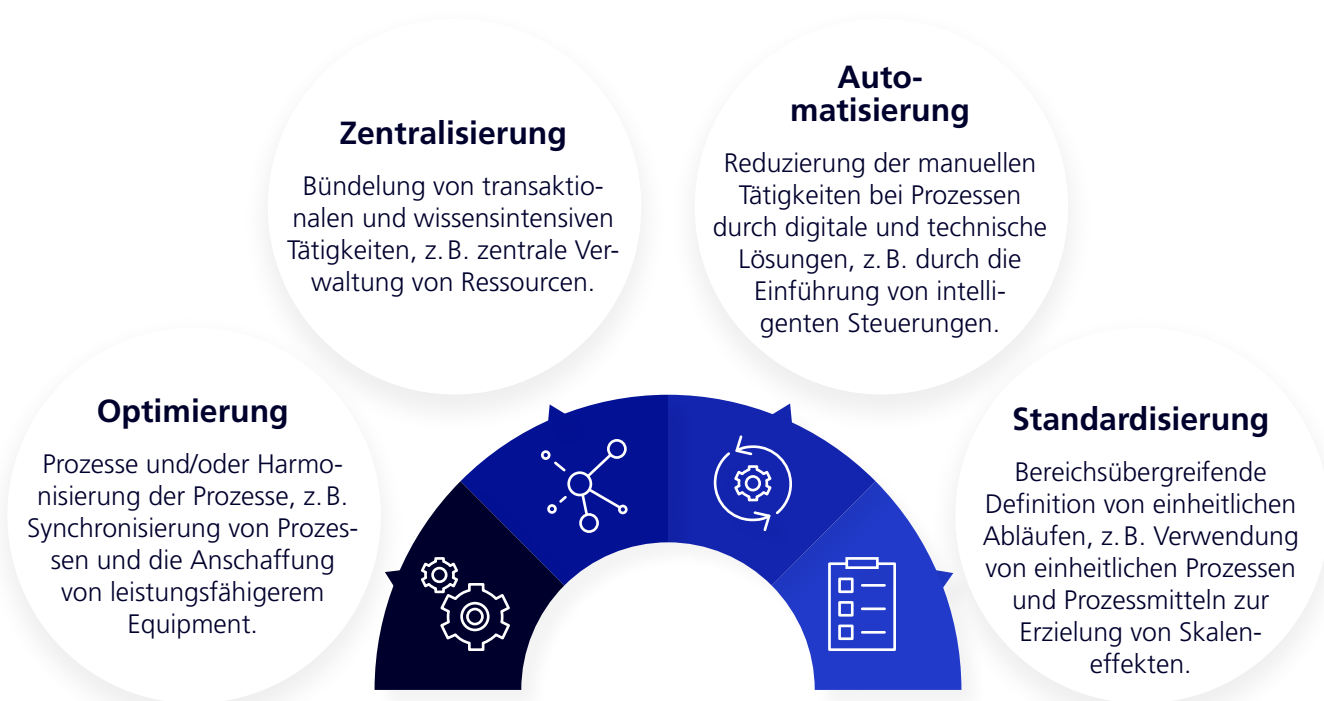 Optimierung
Prozesse und/oder Harmo-
nisierung der Prozesse, z. B.
Synchronisierung von Prozes-
sen und die Anschaffung
von leistungsfähigerem
Equipment.
Zentralisierung
Bündelung von transaktio-
nalen und wissensintensiven
Tätigkeiten, z. B. zentrale Ver-
waltung von Ressourcen.
Auto-
matisierung
Reduzierung der manuellen
Tätigkeiten bei Prozessen
durch digitale und technische
Lösungen, z. B. durch die
Einführung von intelli-
genten Steuerungen.
Standardisierung
Bereichsübergreifende
Definition von einheitlichen
Abläufen, z. B. Verwendung
von einheitlichen Prozessen
und Prozessmitteln zur
Erzielung von Skalen-
effekten.